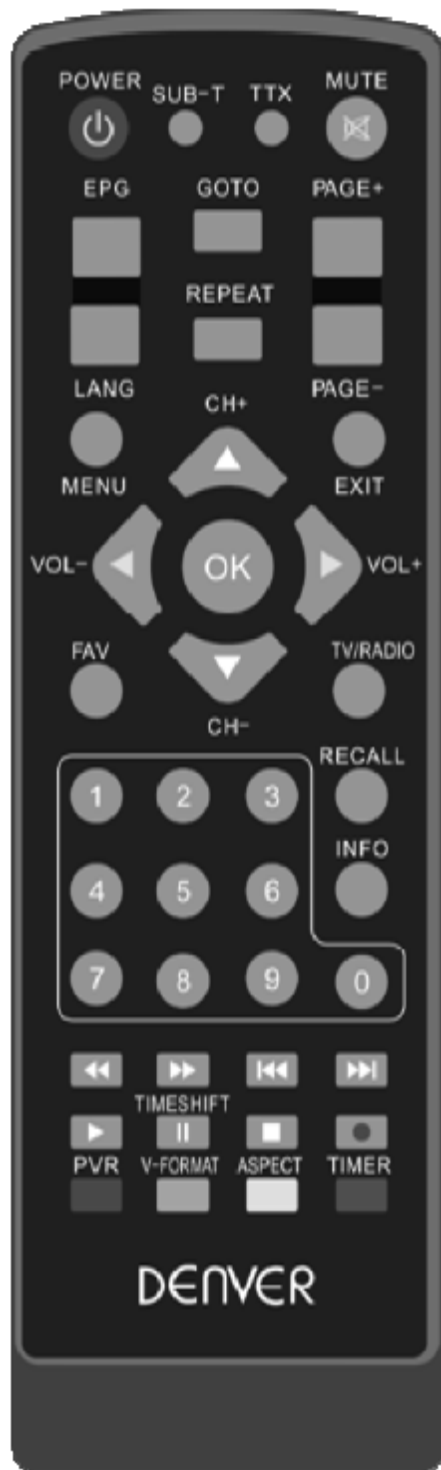 POWER SUB-T TTX MUTE
EPG GOTO PAGE+
REPEAT
LANG CH+ PAGE-
MENU EXIT
VOL- OK VOL+
FAV TV/RADIO
CH-
RECALL
1 2 3
INFO
4 5 6
7 8 9 0
TIMESHIFT
PVR V-FORMAT ASPECT TIMER
DENVER